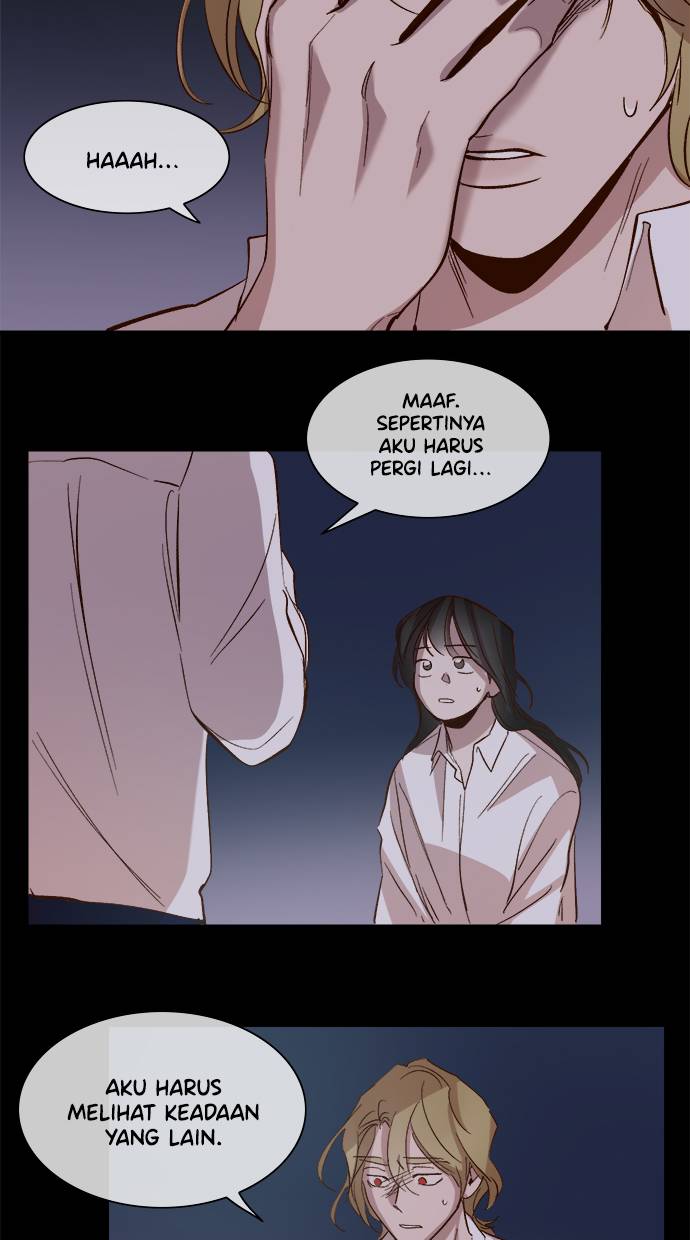 HAAAH...
MAAF.
SEPERTINYA
AKU HARUS
PERGI LAGI...
AKU HARUS
MELIHAT KEADAAN
YANG LAIN.